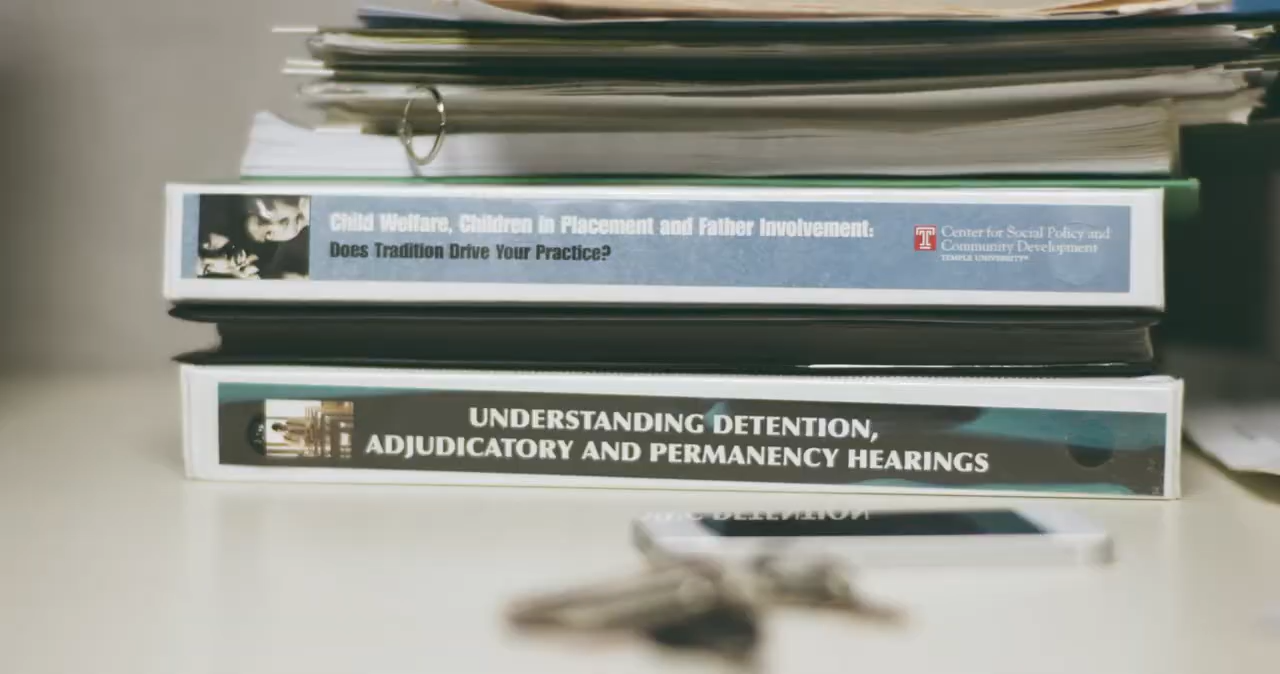 Child Welfare, Children in Placement and Father Involvement:
Does Tradition Drive Your Practice?
T
Center for Social Policy and
Community Development
TEMPLE UNIVERSITY®
UNDERSTANDING DETENTION,
ADJUDICATORY AND PERMANENCY HEARINGS
DETENTION